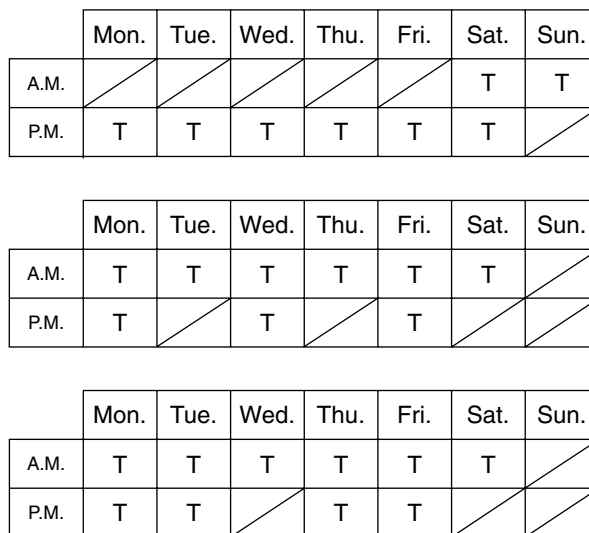 Mon. Tue. Wed. Thu. Fri. Sat. Sun.
A.M. T T
P.M. T T T T T T
Mon. Tue. Wed. Thu. Fri. Sat. Sun.
A.M. T T T T T T
P.M. T T T
Mon. Tue. Wed. Thu. Fri. Sat. Sun.
A.M. T T T T T T
P.M. T T T T